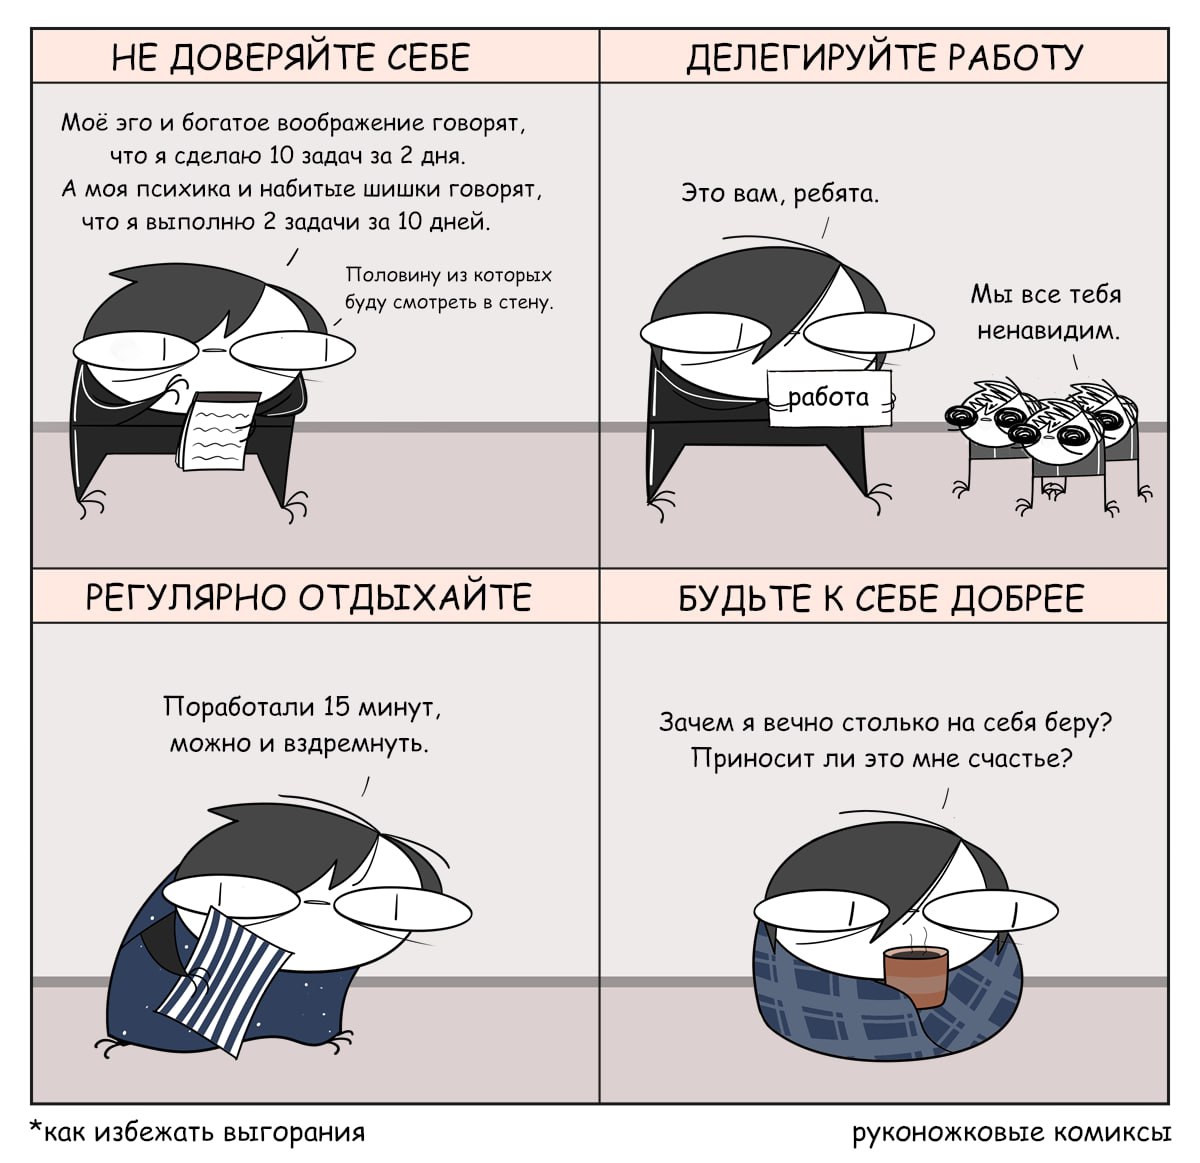 НЕ ДОВЕРЯЙТЕ СЕБЕ
Моё эго и богатое воображение говорят,
что я сделаю 10 задач за 2 дня.
А моя психика и набитые шишки говорят,
что я выполню 2 задачи за 10 дней.
Половину из которых
буду смотреть в стену.
ДЕЛЕГИРУЙТЕ РАБОТУ
Это вам, ребята.
Мы все тебя
ненавидим.
работа
РЕГУЛЯРНО ОТДЫХАЙТЕ
Поработали 15 минут,
можно и вздремнуть.
БУДЬТЕ К СЕБЕ ДОБРЕЕ
Зачем я вечно столько на себя беру?
Приносит ли это мне счастье?
*как избежать выгорания
руконожковые комиксы